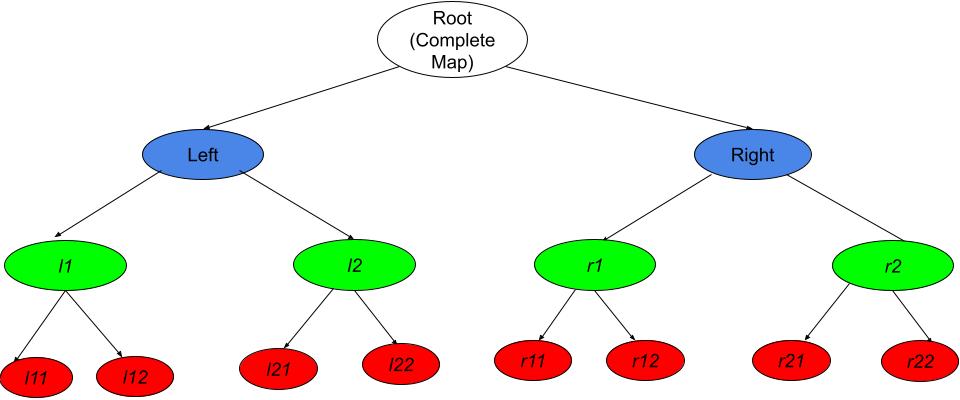 Root
(Complete
Map)
Left
Right
l1
l2
r1
r2
l11
l12
l21
l22
r11
r12
r21
r22